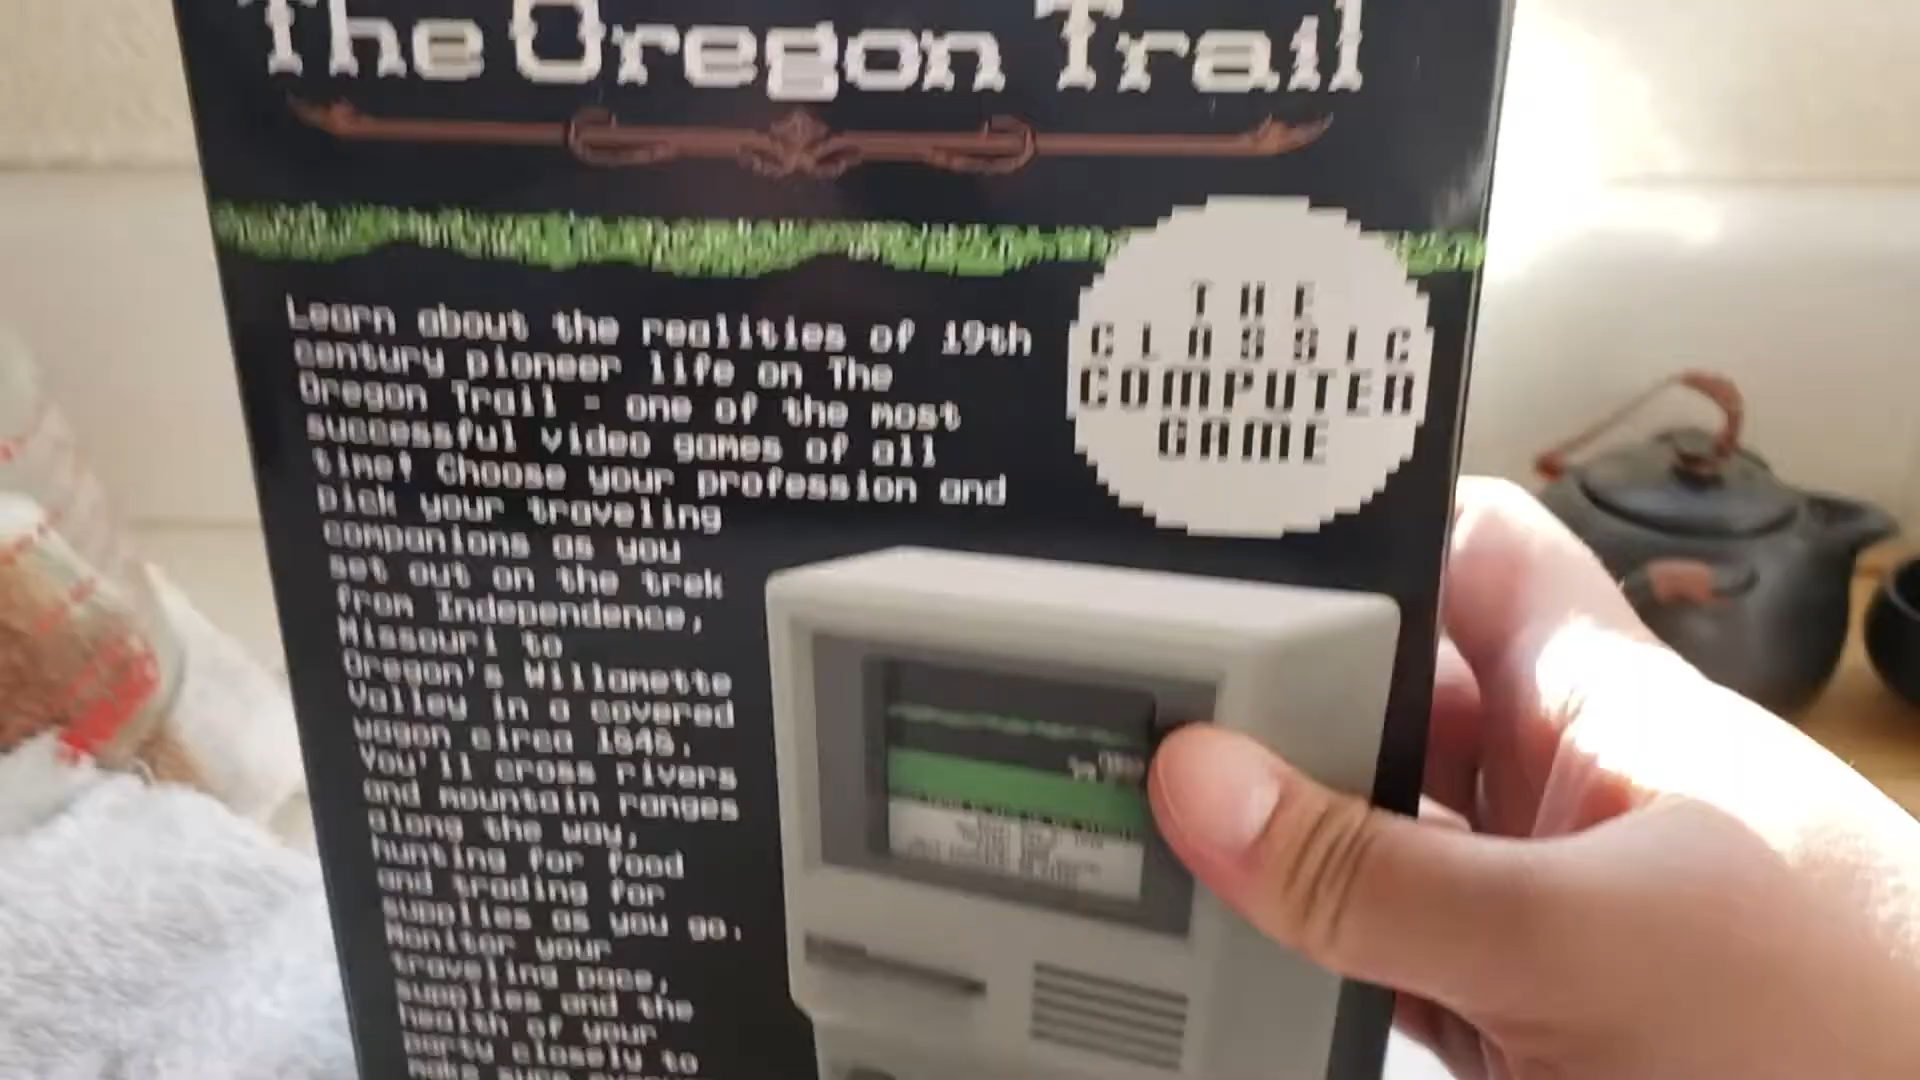 The Oregon Trail
THE
CLASSIC
COMPUTER
GAME
Learn about the realities of 19th
century pioneer life on The
Oregon Trail - one of the most
successful video games of all
time! Choose your profession and
pick your traveling
companions as you
set out on the trek
from Independence,
Missouri to
Oregon's Willamette
Valley in a covered
wagon circa 1848.
You'll cross rivers
and mountain ranges
along the way,
hunting for food
and trading for
supplies as you go.
Monitor your
traveling pace,
supplies and the
health of your
party closely to
make sure